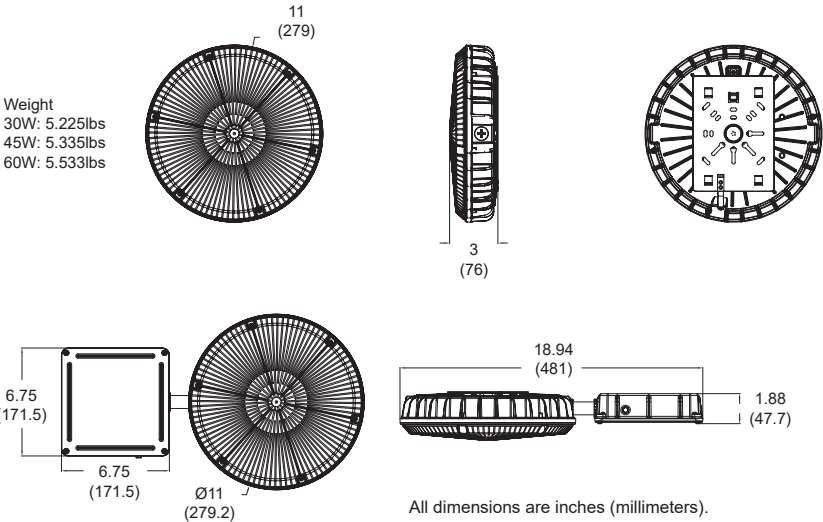 11
(279)
Weight
30W: 5.225lbs
45W: 5.335lbs
60W: 5.533lbs
3
(76)
6.75
(171.5)
6.75
(171.5)
Ø11
(279.2)
18.94
(481)
1.88
(47.7)
All dimensions are inches (millimeters).